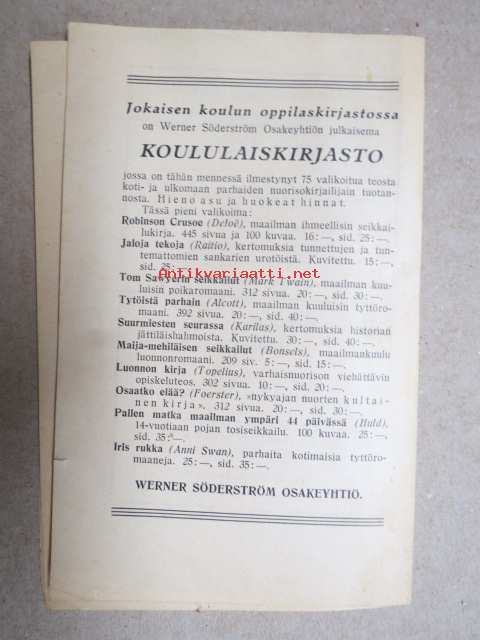 Jokaisen koulun oppilaskirjastossa
on Werner Söderström Osakeyhtiön julkaisema
KOULULAISKIRJASTO
jossa on tähän mennessä ilmestynyt 75 valikoitua teosta
koti- ja ulkomaan parhaiden nuorisokirjailijain tuotan-
nosta. Hieno asu ja huokeat hinnat.
Tässä pieni valikoima:
Robinson Crusoe (Defoë), maailman ihmeellisin seikkai-
lukirja. 445 sivua ja 100 kuvaa. 16:—, sid. 25:—.
Jaloja tekoja (Raitio), kertomuksia tunnettujen ja tun-
temattomien sankarien urotöistä. Kuvitettu. 15:—,
sid. 25:—.
Antikvariaatti.net
Tom Sawyerin seikkailut (Mark Twain), maailman kuu-
luisin poikaromaani. 312 sivua. 20:—, sid. 30:—.
Tytöistä parhain (Alcott), maailman kuuluisin tyttöro-
maani. 392 sivua. 20:—, sid. 40:—.
Suurmiesten seurassa (Karilas), kertomuksia historian
jättiläishahmoista. Kuvitettu. 30:—, sid. 40:—.
Maija-mehiläisen seikkailut (Bonsels), maailmankuulu
luonnonromaani. 209 siv. 5:—, sid. 15:—.
Luonnon kirja (Topelius), varhaisnuorison viehättävin
opiskeluteos. 302 sivua. 10:—, sid. 20:—.
Osaatko elää? (Foerster), »nykyajan nuorten kultai-
nen kirja». 312 sivua. 20:—, sid. 30:—.
Pallen matka maailman ympäri 44 päivässä (Huld),
14-vuotiaan pojan tosiseikkailu. 100 kuvaa. 25:—,
sid. 35:—.
Iris rukka (Anni Swan), parhaita kotimaisia tyttöro-
maaneja. 25:—, sid. 35:—.
WERNER SÖDERSTRÖM OSAKEYHTIÖ.